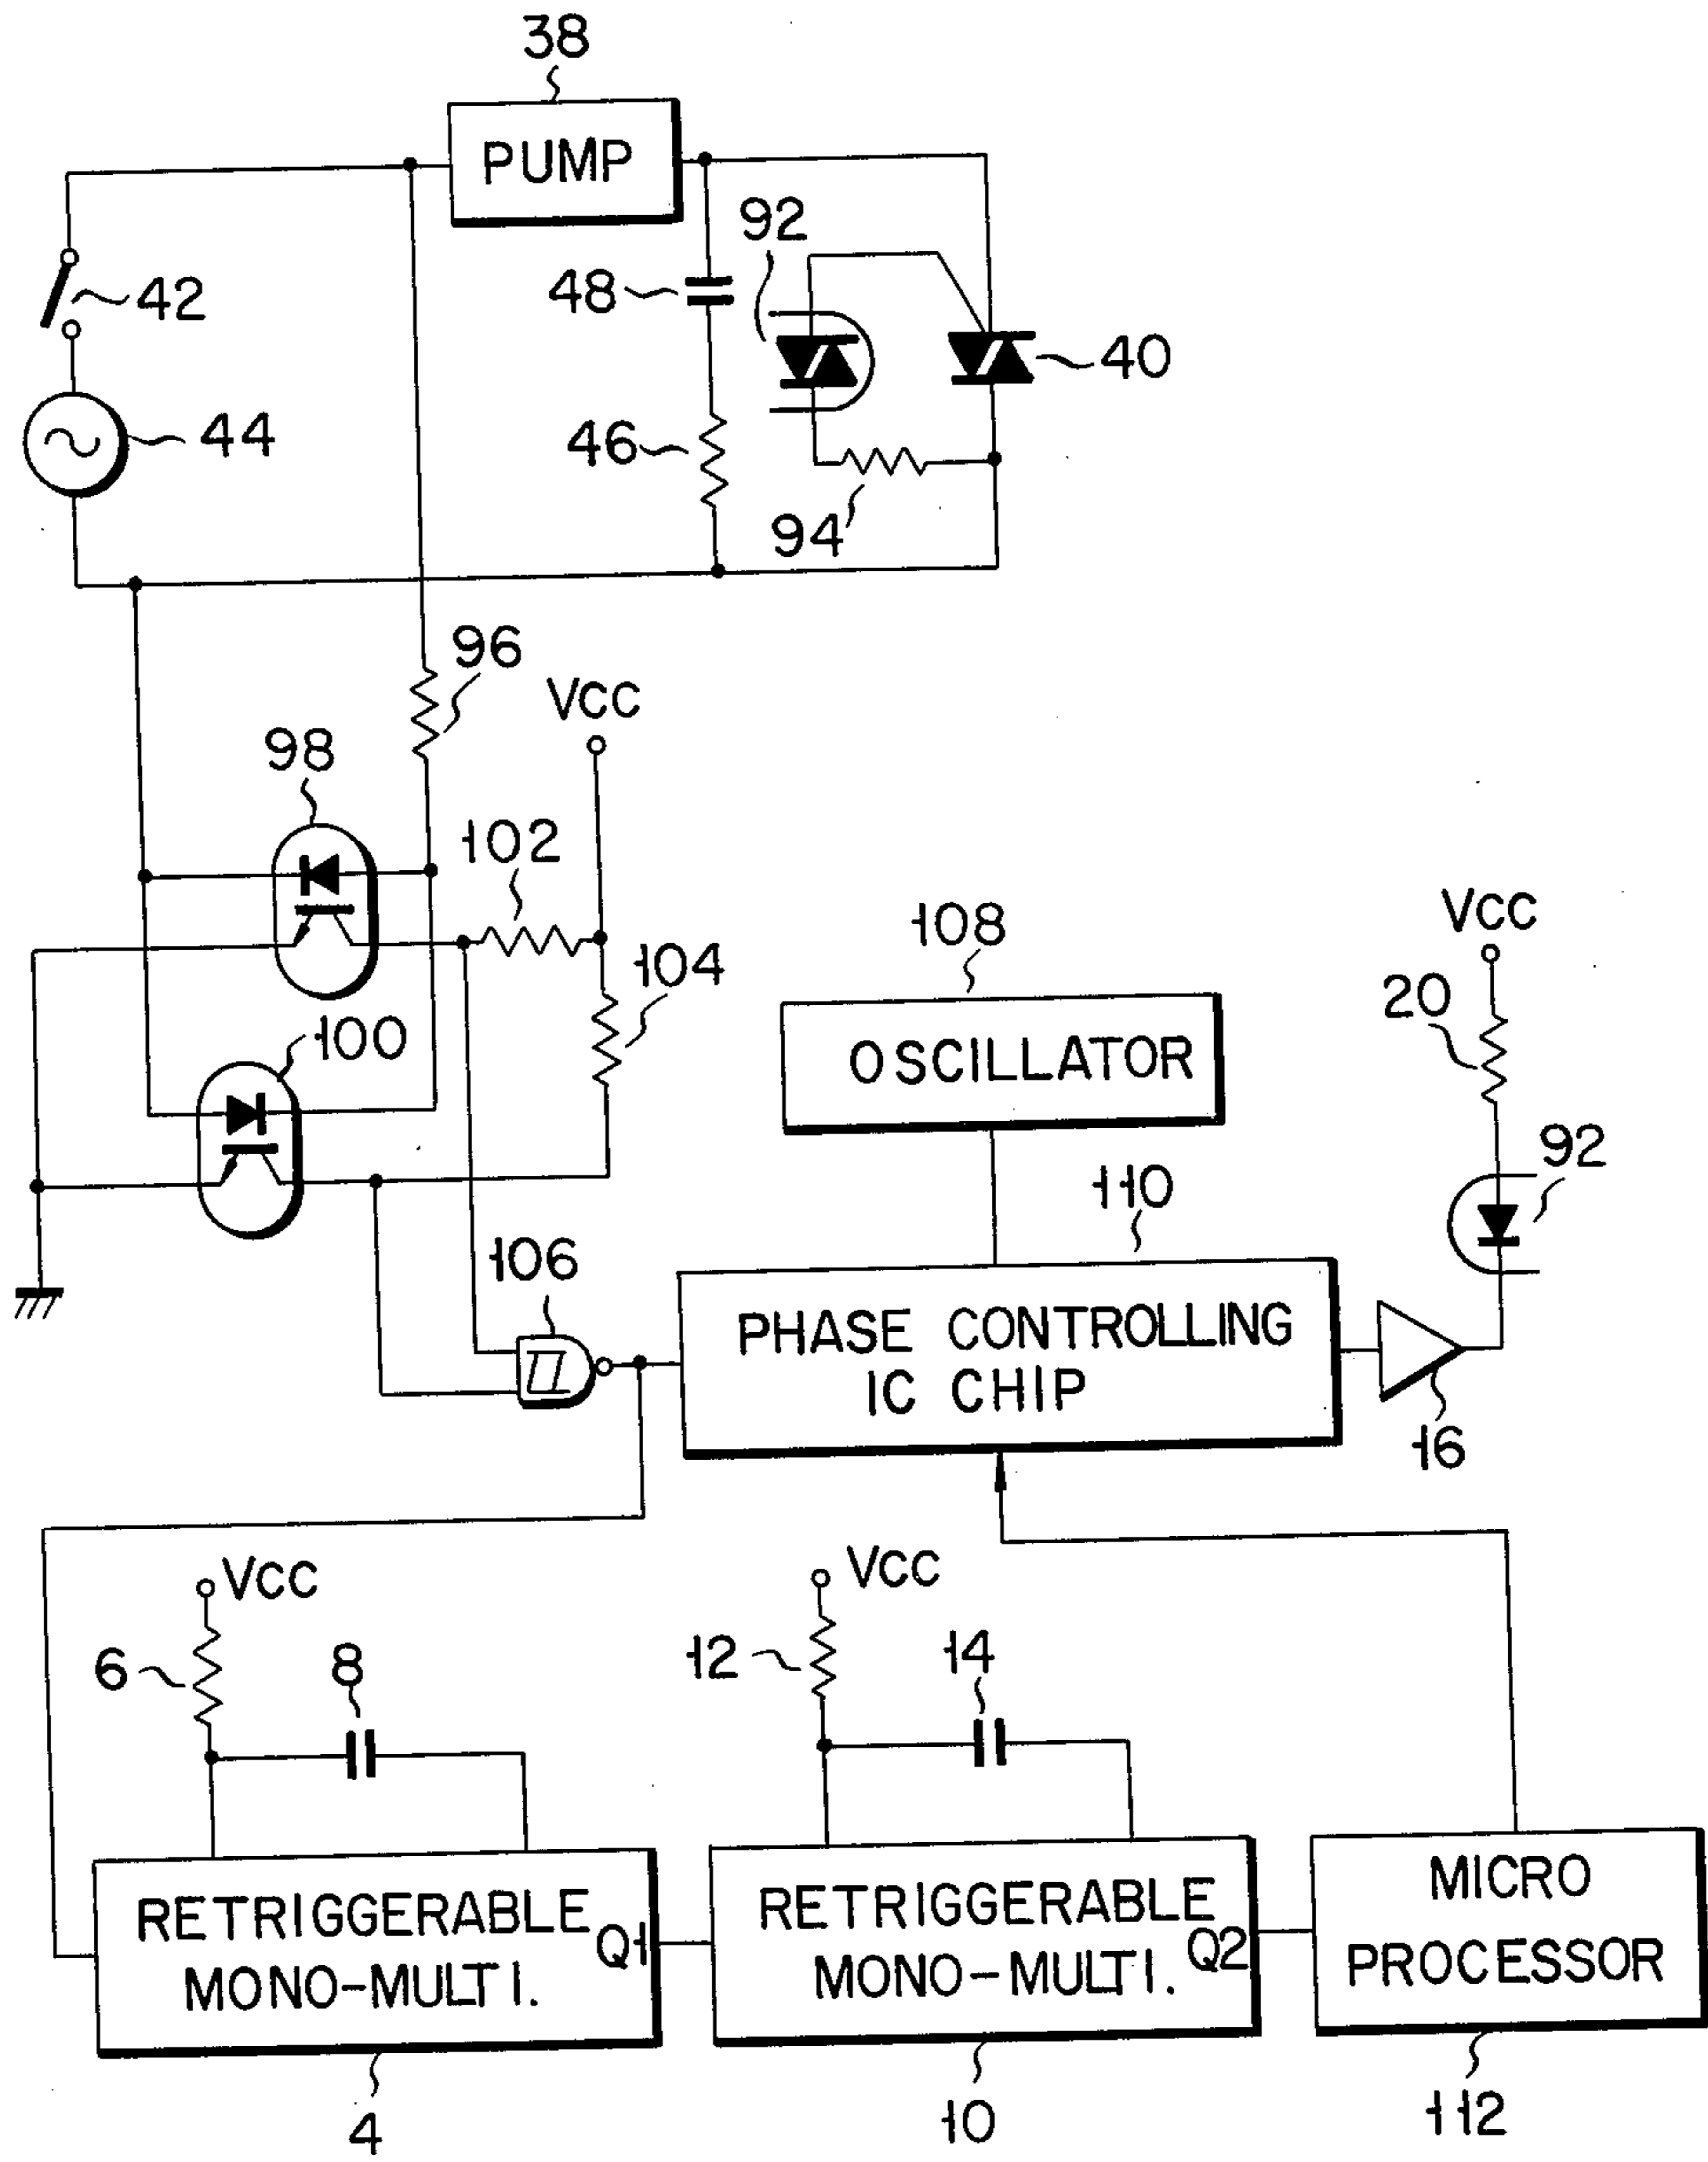 38
PUMP
92
48
42
40
44
46
94
96
VCC
98
102
108
VCC
104
20
100
OSCILLATOR
92
110
106
PHASE CONTROLLING
IC CHIP
16
VCC
VCC
6
8
12
14
RETRIGGERABLE
MONO-MULTI.
Q1
RETRIGGERABLE
MONO-MULTI.
Q2
MICRO
PROCESSOR
4
10
112